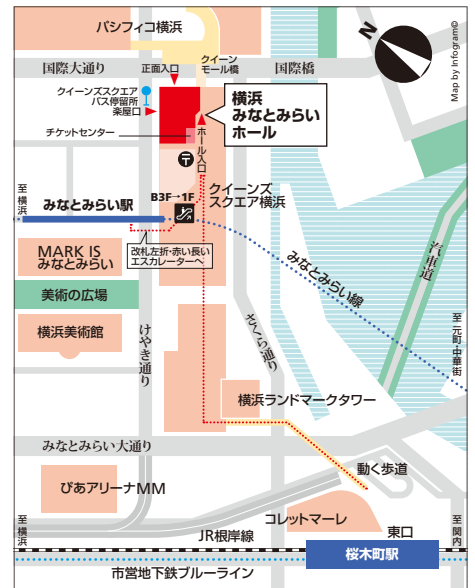 パシフィコ横浜
Map by Infogram©
N
クイーン
モール橋
国際大通り
正面入口
国際橋
クイーンズスクエア
バス停留所
楽屋口
横浜
みなとみらい
ホール
チケットセンター
ホール入口
至横浜
B3F→1F
クイーンズ
スクエア横浜
みなとみらい駅
改札左折・赤い長い
エスカレーターへ
MARK IS
みなとみらい
みなとみらい線
汽車道
美術の広場
けやき通り
さくら通り
至元町・中華街
横浜美術館
横浜ランドマークタワー
みなとみらい大通り
動く歩道
ぴあアリーナMM
コレットマーレ
東口
至横浜
JR根岸線
至関内
桜木町駅
市営地下鉄ブルーライン